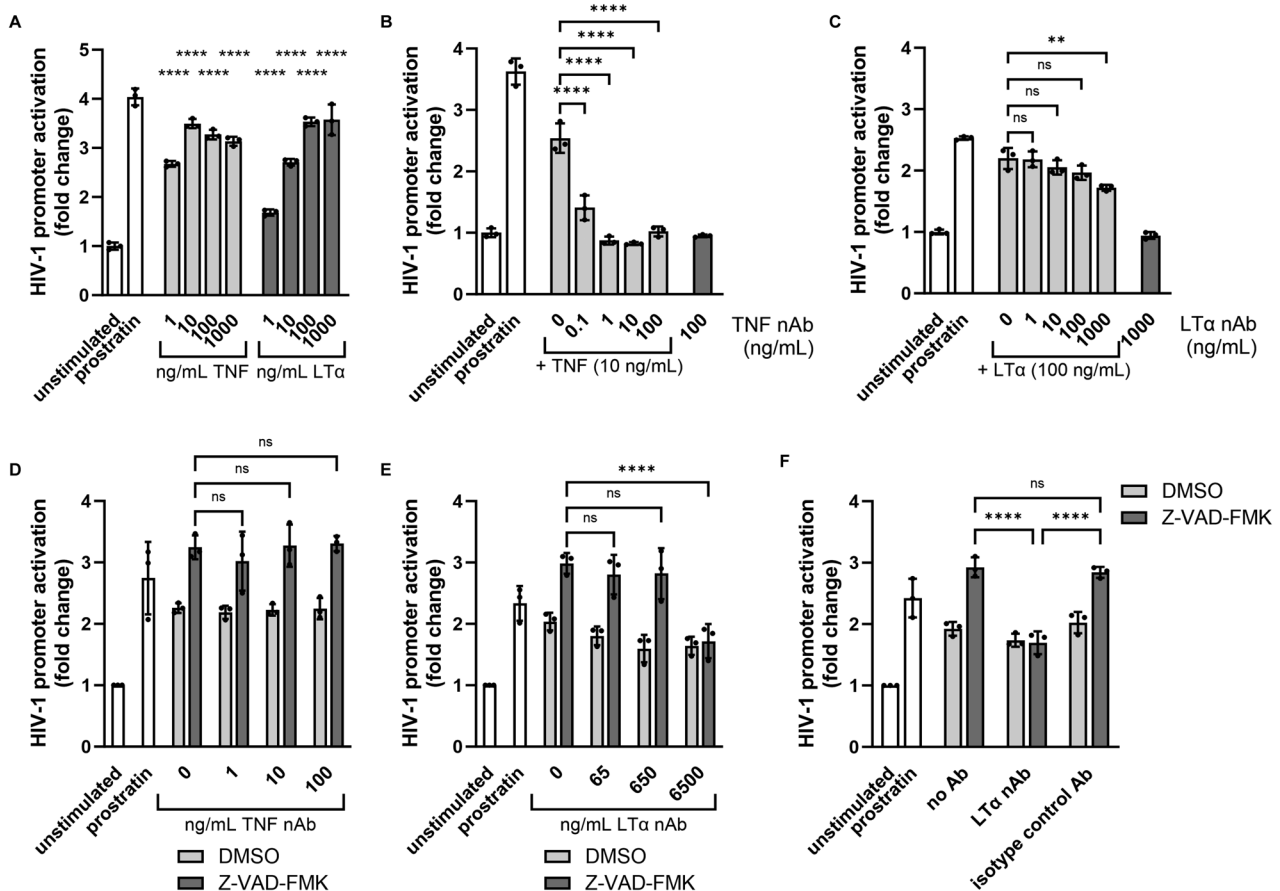 A
HIV-1 promoter activation
(fold change)
5
4
3
2
1
0
**** **** **** ****
**** **** **** ****
unstimulated
prostratin
1
10
100
1000
1
10
100
1000
ng/mL TNF
ng/mL LTα
B
HIV-1 promoter activation
(fold change)
4
3
2
1
0
****
****
****
****
unstimulated
prostratin
0
0.1
1
10
100
100
TNF nAb
(ng/mL)
+ TNF (10 ng/mL)
C
HIV-1 promoter activation
(fold change)
4
3
2
1
0
**
ns
ns
ns
unstimulated
prostratin
0
1
10
100
1000
1000
LTα nAb
(ng/mL)
+ LTα (100 ng/mL)
D
HIV-1 promoter activation
(fold change)
4
3
2
1
0
ns
ns
ns
unstimulated
prostratin
0
1
10
100
ng/mL TNF nAb
DMSO
Z-VAD-FMK
E
HIV-1 promoter activation
(fold change)
4
3
2
1
0
****
ns
ns
unstimulated
prostratin
0
65
650
6500
ng/mL LTα nAb
DMSO
Z-VAD-FMK
F
HIV-1 promoter activation
(fold change)
4
3
2
1
0
ns
**** ****
unstimulated
prostratin
no Ab
LTα nAb
isotype control Ab
DMSO
Z-VAD-FMK